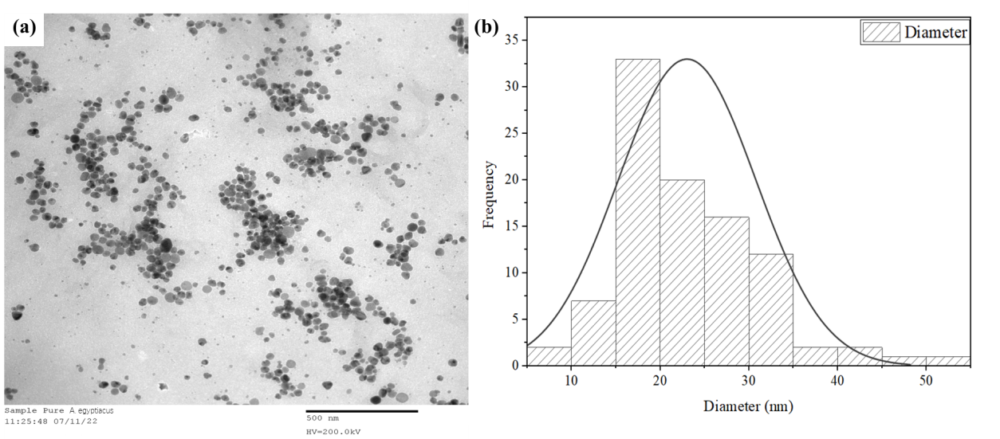 (a)
Sample Pure A. egyptiacus
11:25:48 07/11/22
500 nm
HV=200.0kV
(b)
Diameter
Frequency
35
30
25
20
15
10
5
0
10 20 30 40 50
Diameter (nm)